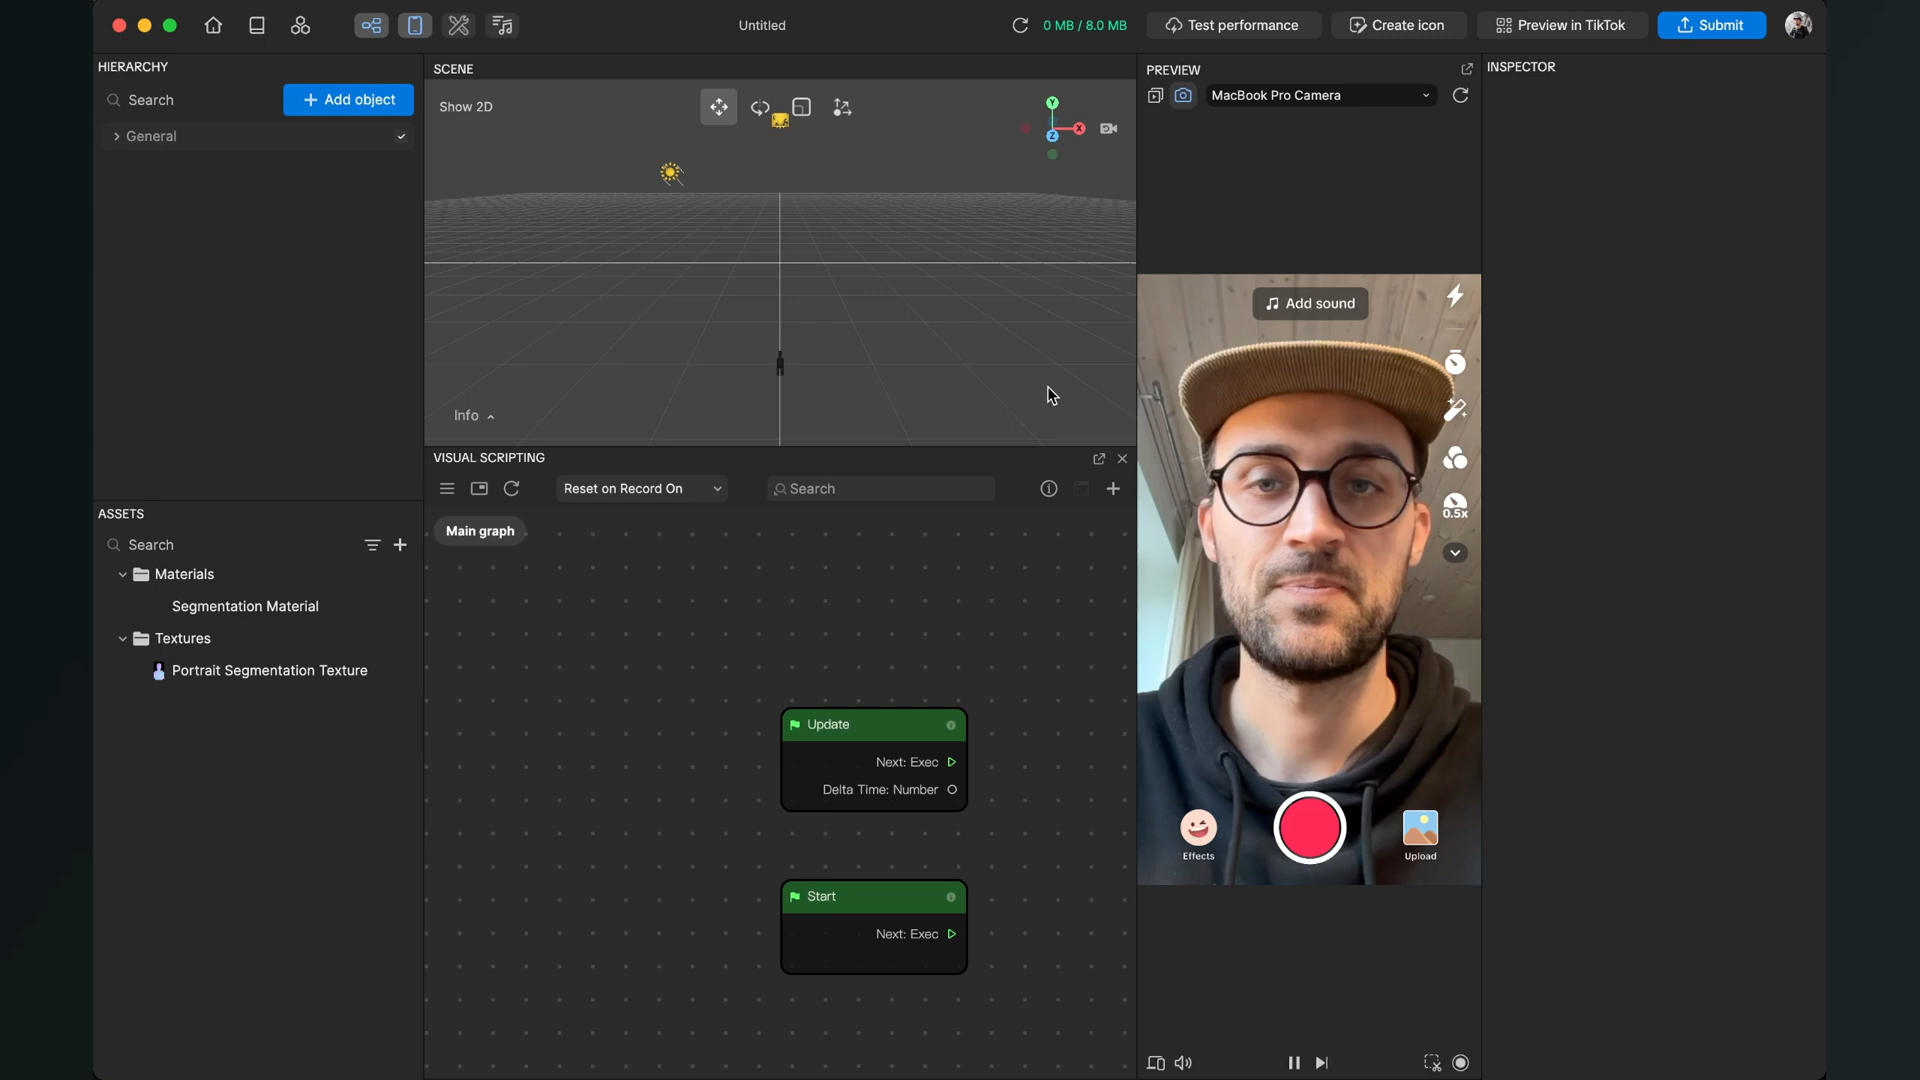 Untitled
0 MB / 8.0 MB
Test performance
Create icon
Preview in TikTok
Submit
HIERARCHY
Search
Add object
General
SCENE
Show 2D
Y
X
Z
Info
PREVIEW
MacBook Pro Camera
INSPECTOR
Add sound
0.5x
Effects
Upload
VISUAL SCRIPTING
Reset on Record On
Search
Main graph
Update
Next: Exec
Delta Time: Number
Start
Next: Exec
ASSETS
Search
Materials
Segmentation Material
Textures
Portrait Segmentation Texture